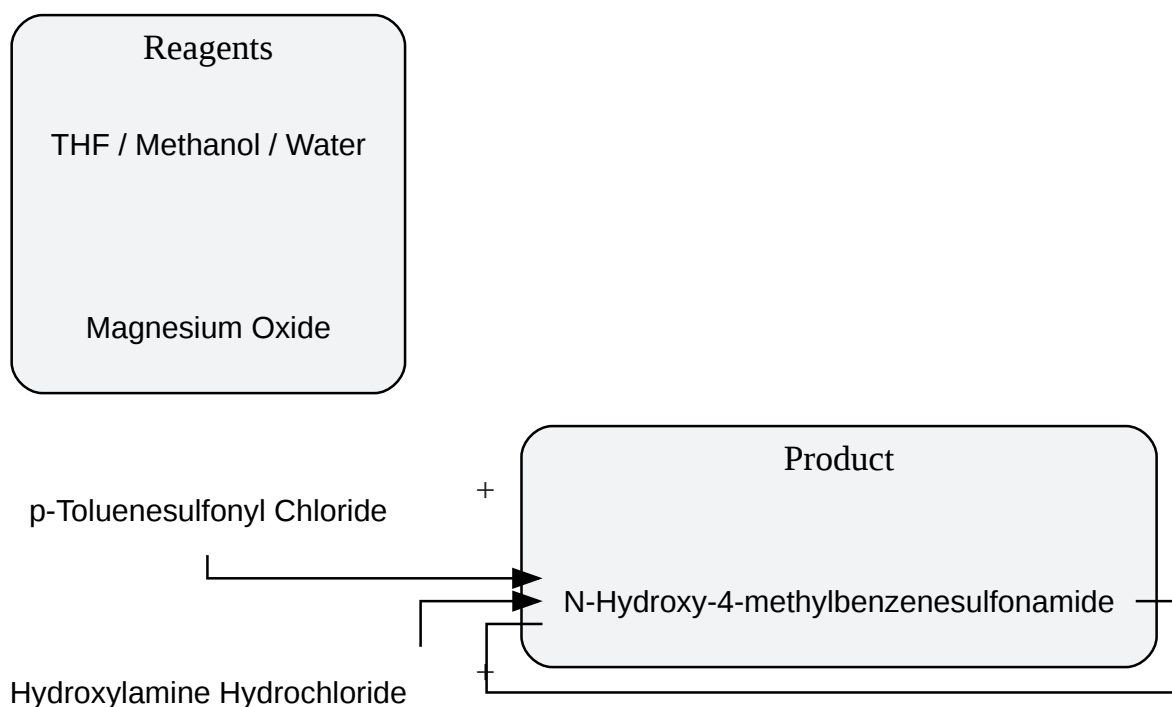 Reagents
THF / Methanol / Water
Magnesium Oxide
Product
+
p-Toluenesulfonyl Chloride
N-Hydroxy-4-methylbenzenesulfonamide
+
Hydroxylamine Hydrochloride